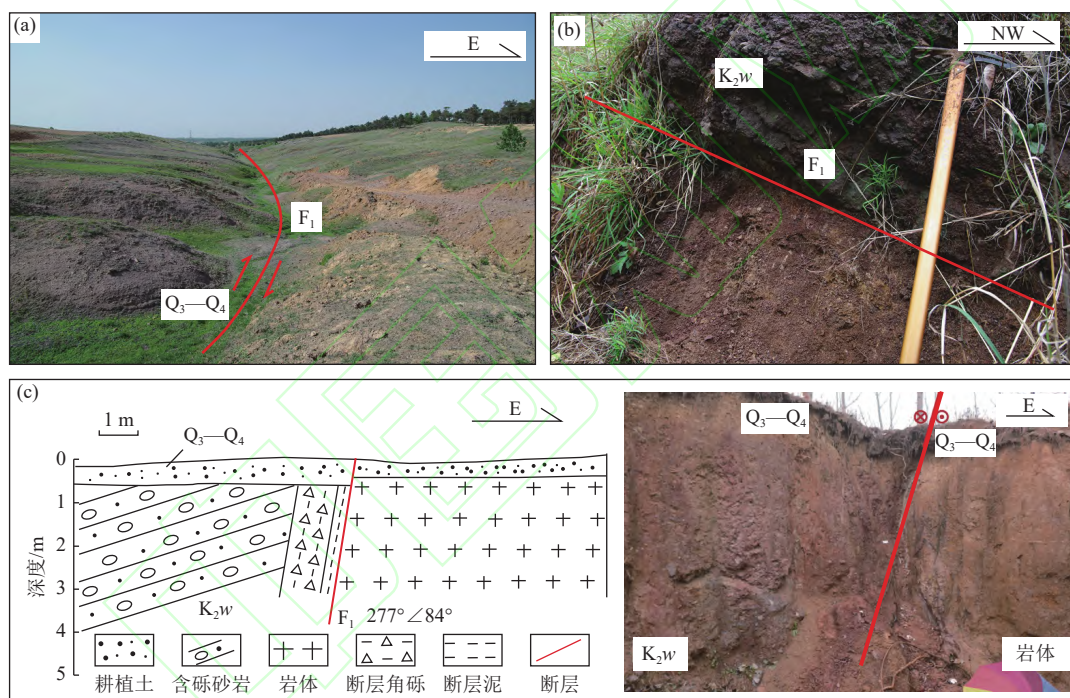 (a)
E
F₁
Q₃—Q₄
(b)
NW
K₂w
F₁
(c)
1 m
E
Q₃—Q₄
0
1
2
3
4
5
深度/m
K₂w
F₁ 277°∠84°
耕植土 含砾砂岩 岩体 断层角砾 断层泥 断层
Q₃—Q₄
E
Q₃—Q₄
K₂w
岩体